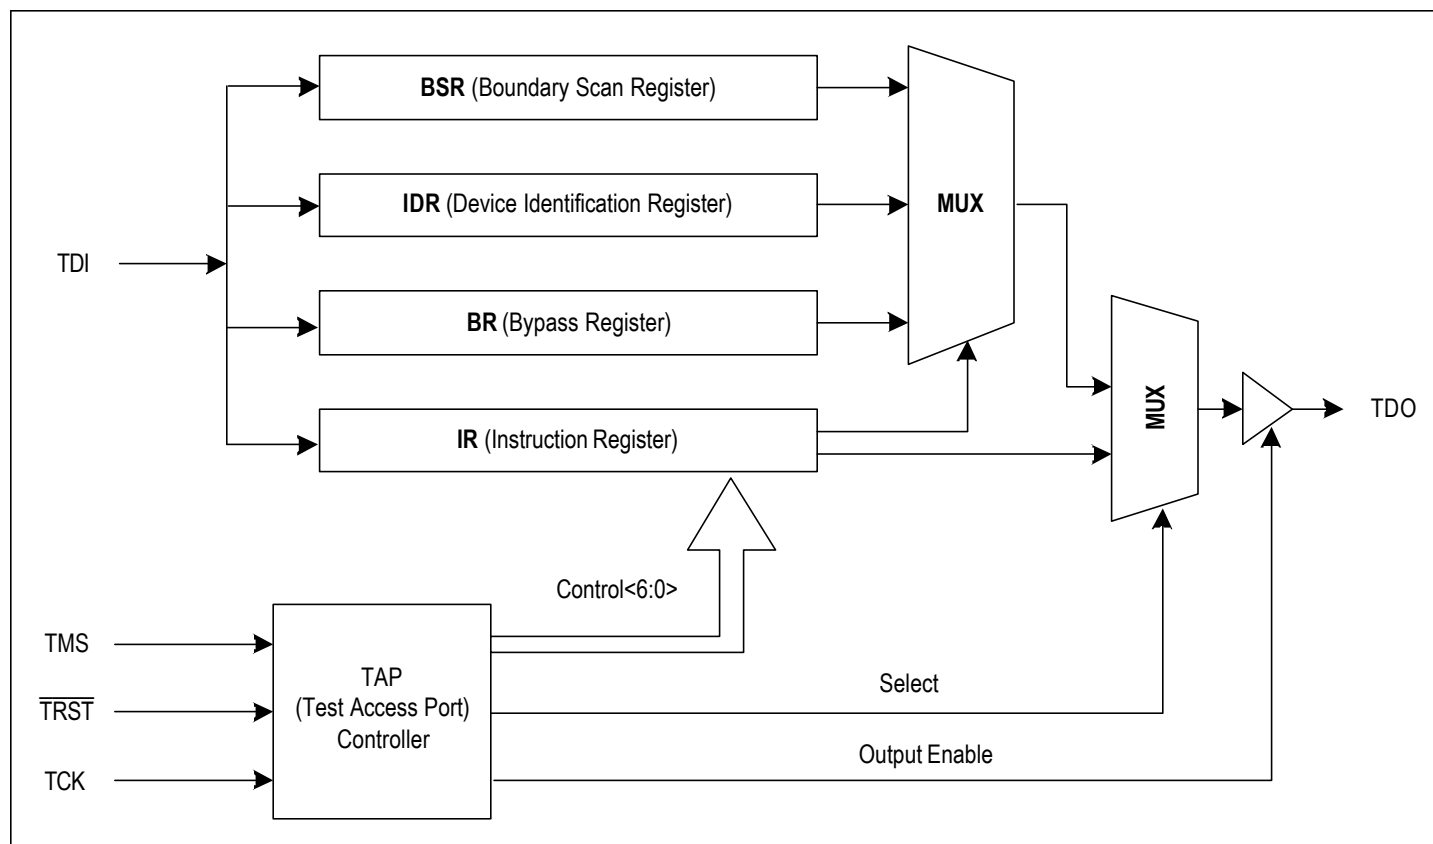 BSR (Boundary Scan Register)
IDR (Device Identification Register)
MUX
TDI
BR (Bypass Register)
MUX
TDO
IR (Instruction Register)
Control<6:0>
TMS
TAP
(Test Access Port)
Controller
Select
T̅R̅S̅T̅
Output Enable
TCK